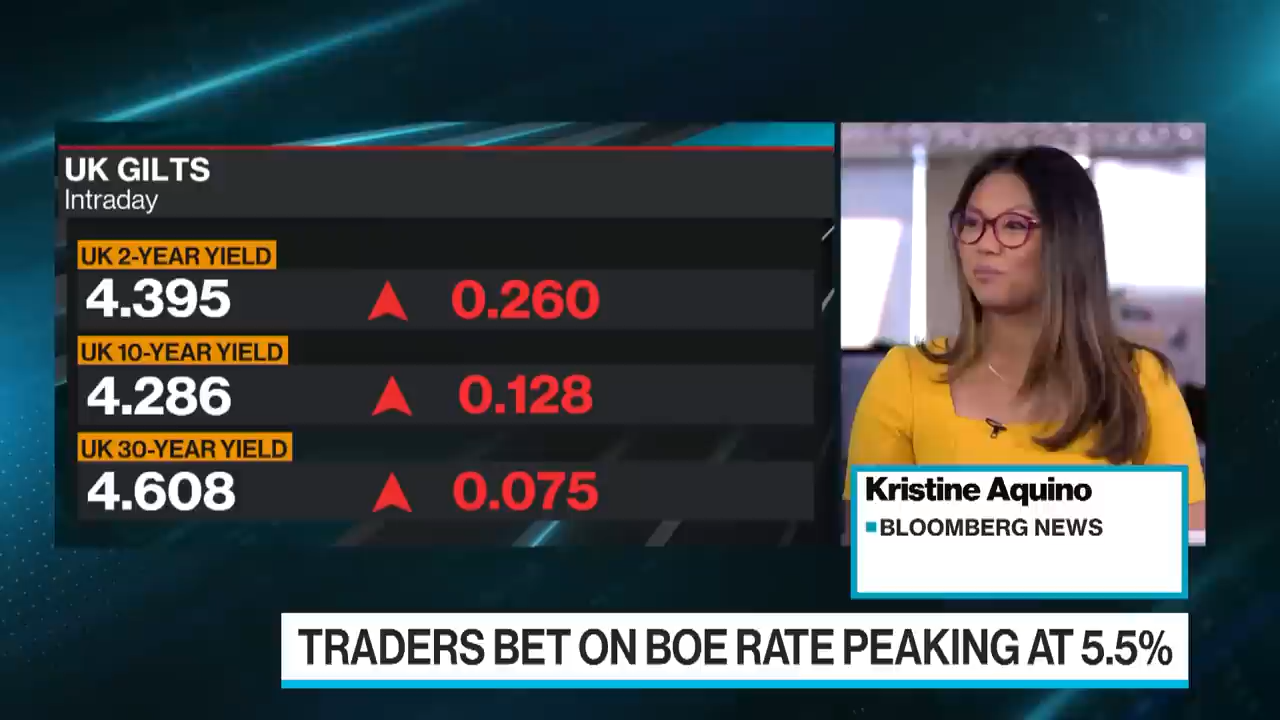 UK GILTS
Intraday
UK 2-YEAR YIELD
4.395 ▲ 0.260
UK 10-YEAR YIELD
4.286 ▲ 0.128
UK 30-YEAR YIELD
4.608 ▲ 0.075
Kristine Aquino
BLOOMBERG NEWS
TRADERS BET ON BOE RATE PEAKING AT 5.5%